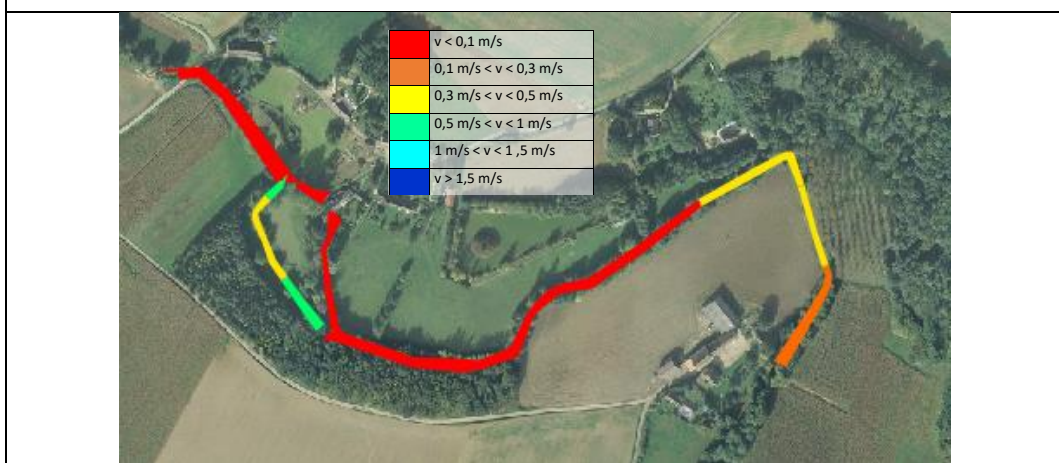 v < 0,1 m/s
0,1 m/s < v < 0,3 m/s
0,3 m/s < v < 0,5 m/s
0,5 m/s < v < 1 m/s
1 m/s < v < 1 ,5 m/s
v > 1,5 m/s